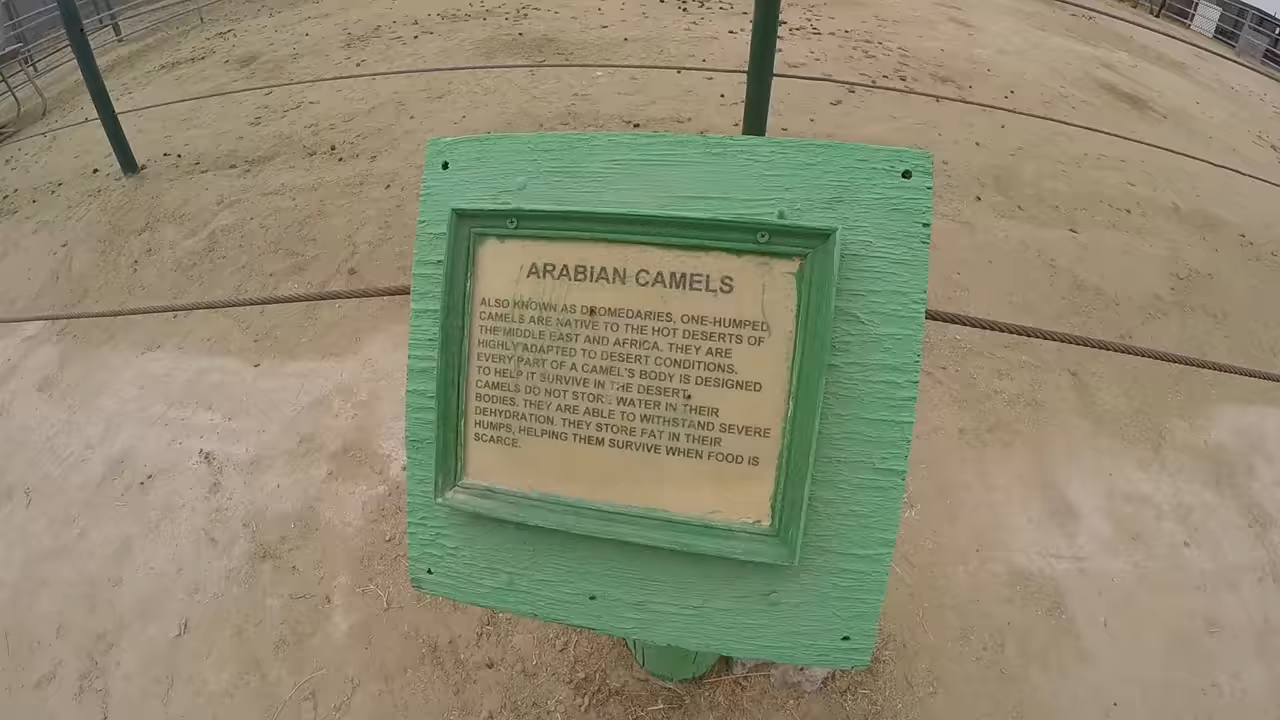 ARABIAN CAMELS
ALSO KNOWN AS DROMEDARIES, ONE-HUMPED
CAMELS ARE NATIVE TO THE HOT DESERTS OF
THE MIDDLE EAST AND AFRICA. THEY ARE
HIGHLY ADAPTED TO DESERT CONDITIONS.
EVERY PART OF A CAMEL'S BODY IS DESIGNED
TO HELP IT SURVIVE IN THE DESERT.
CAMELS DO NOT STORE WATER IN THEIR
BODIES. THEY ARE ABLE TO WITHSTAND SEVERE
DEHYDRATION. THEY STORE FAT IN THEIR
HUMPS, HELPING THEM SURVIVE WHEN FOOD IS
SCARCE.